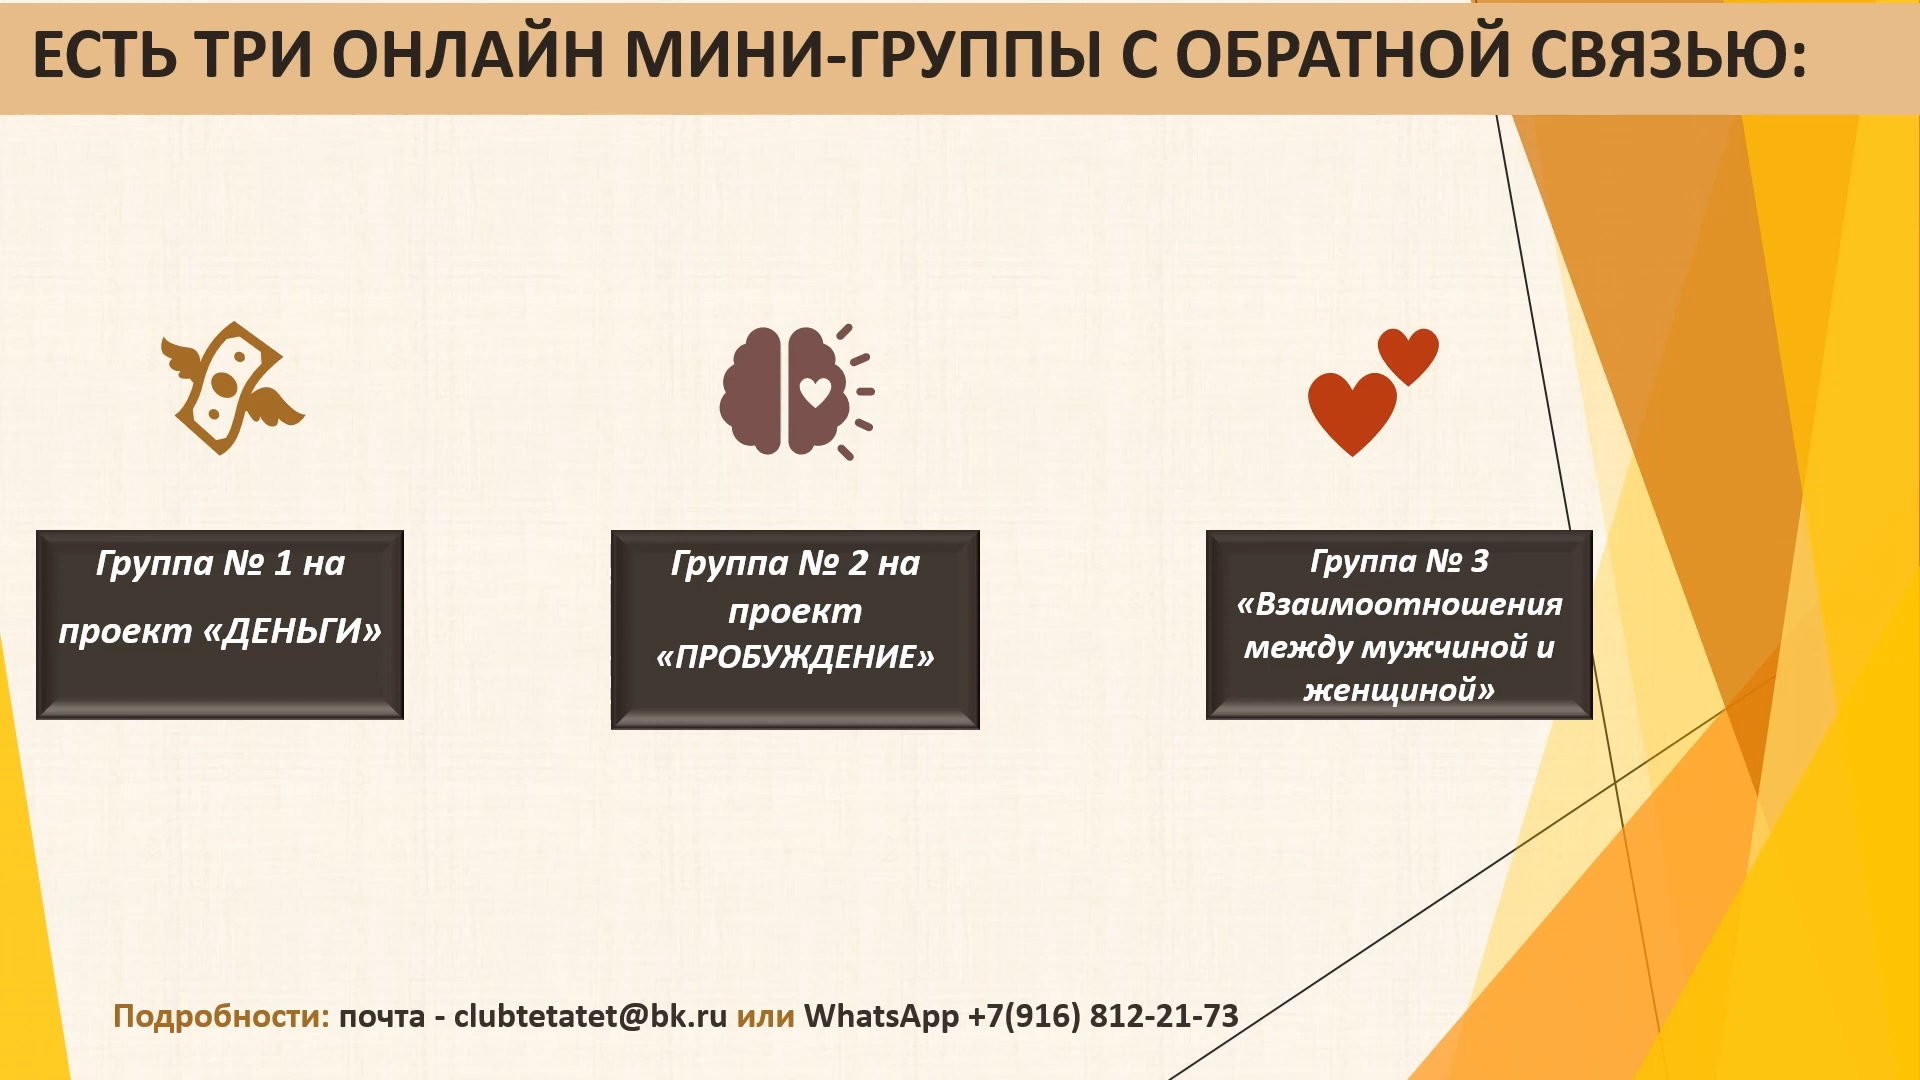 ЕСТЬ ТРИ ОНЛАЙН МИНИ-ГРУППЫ С ОБРАТНОЙ СВЯЗЬЮ:
Группа № 1 на
проект «ДЕНЬГИ»
Группа № 2 на
проект
«ПРОБУЖДЕНИЕ»
Группа № 3
«Взаимоотношения
между мужчиной и
женщиной»
Подробности: почта - clubtetatet@bk.ru или WhatsApp +7(916) 812-21-73